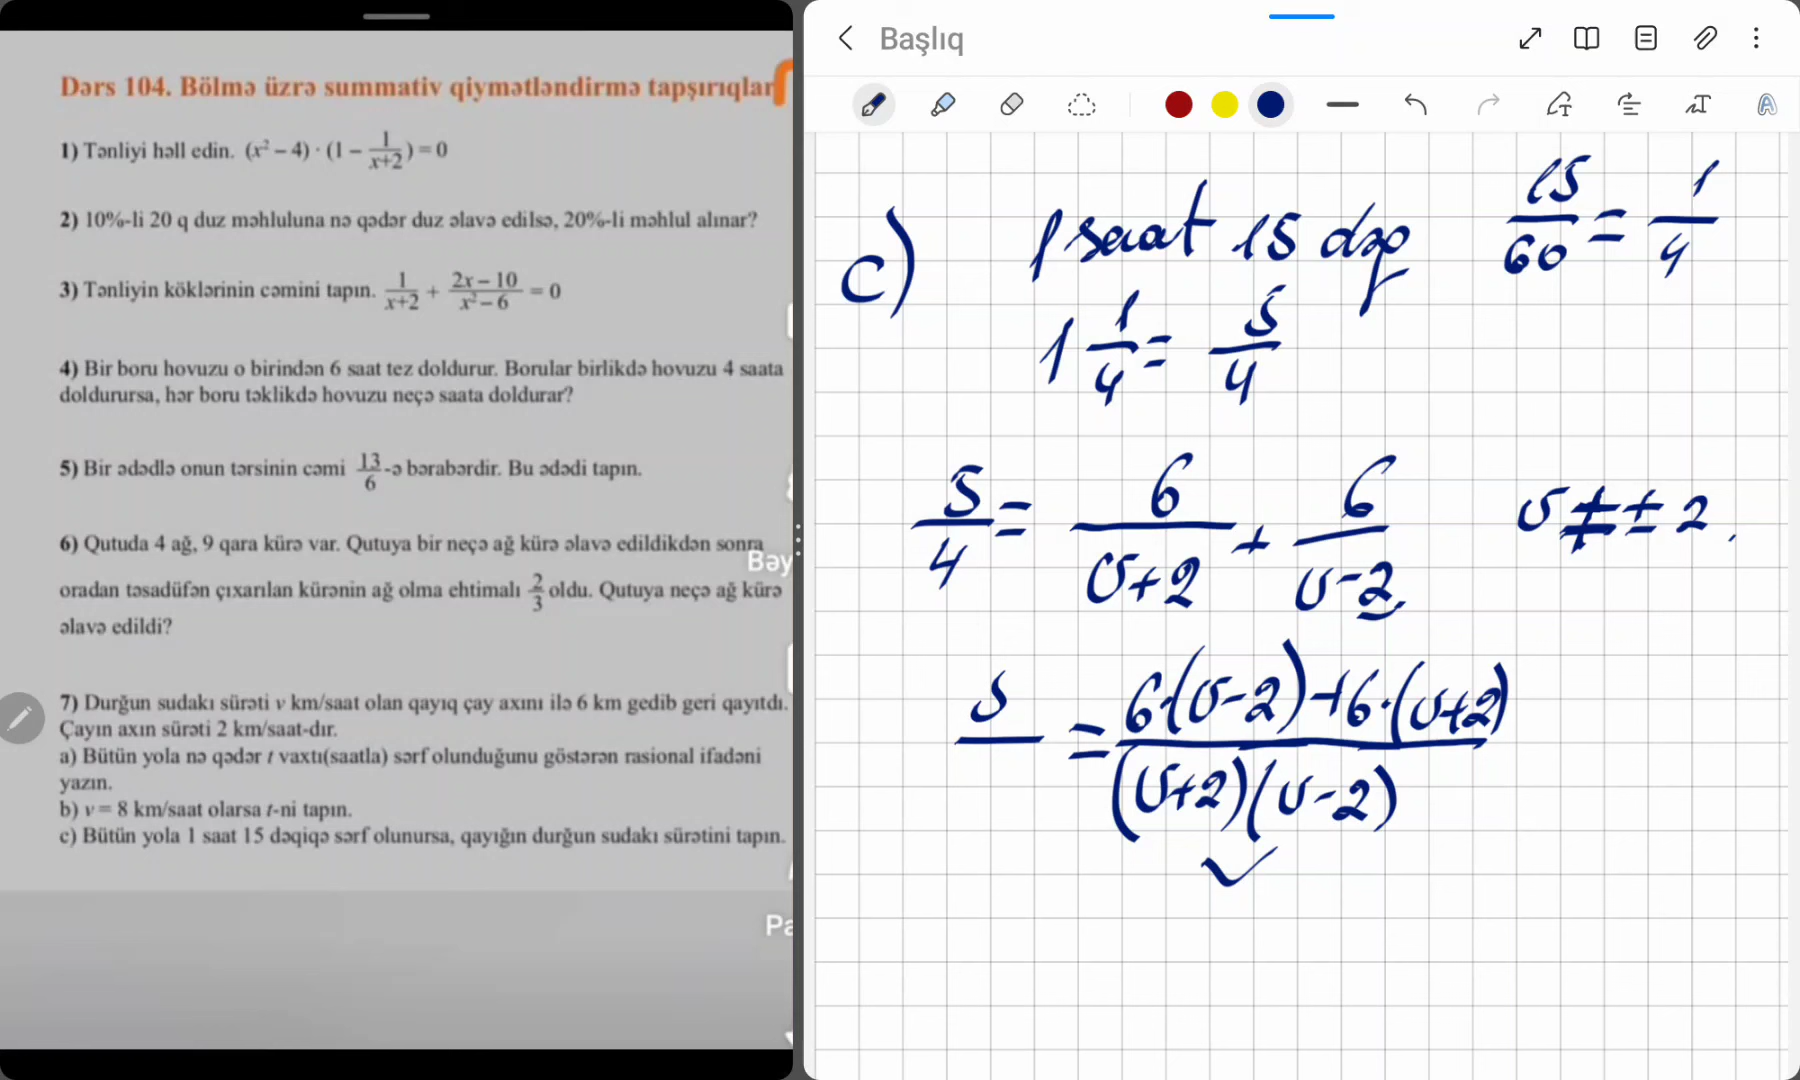 Dərs 104. Bölmə üzrə summativ qiymətləndirmə tapşırıqlar
1) Tənliyi həll edin. (x² – 4) · (1 – 1/(x+2)) = 0
2) 10%-li 20 q duz məhluluna nə qədər duz əlavə edilsə, 20%-li məhlul alınar?
3) Tənliyin köklərinin cəmini tapın. 1/(x+2) + (2x – 10)/(x² – 6) = 0
4) Bir boru hovuzu o birindən 6 saat tez doldurur. Borular birlikdə hovuzu 4 saata
doldurursa, hər boru təklikdə hovuzu neçə saata doldurar?
5) Bir ədədlə onun tərsinin cəmi 13/6-ə bərabərdir. Bu ədədi tapın.
6) Qutuda 4 ağ, 9 qara kürə var. Qutuya bir neçə ağ kürə əlavə edildikdən sonra
Bəy
oradan təsadüfən çıxarılan kürənin ağ olma ehtimalı 2/3 oldu. Qutuya neçə ağ kürə
əlavə edildi?
7) Durğun sudakı sürəti v km/saat olan qayıq çay axını ilə 6 km gedib geri qayıtdı.
Çayın axın sürəti 2 km/saat-dır.
a) Bütün yola nə qədər t vaxtı(saatla) sərf olunduğunu göstərən rasional ifadəni
yazın.
b) v = 8 km/saat olarsa t-ni tapın.
c) Bütün yola 1 saat 15 dəqiqə sərf olunursa, qayığın durğun sudakı sürətini tapın.
Pa
Başlıq
c) 1 saat 15 dəq 15/60 = 1/4
1 1/4 = 5/4
5/4 = 6/(v+2) + 6/(v-2) v ≠ ± 2.
5 = (6·(v-2)+6·(v+2))/((v+2)(v-2))